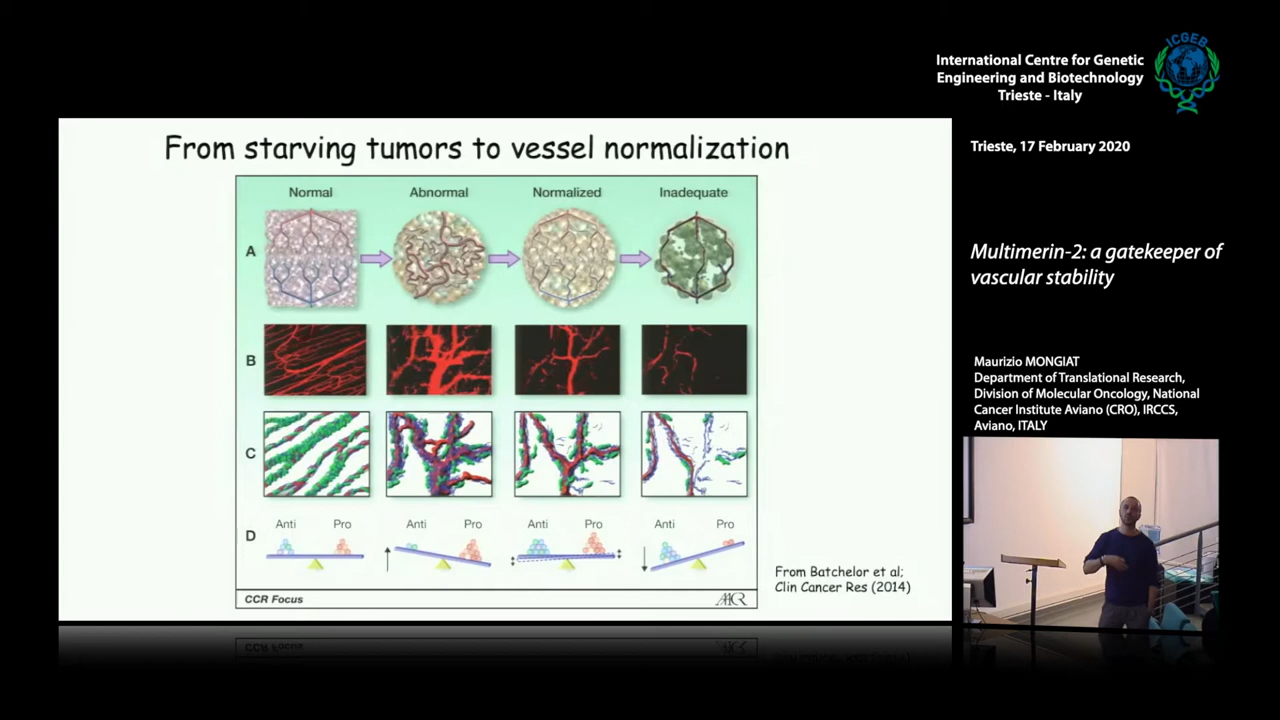 ICGEB
International Centre for Genetic
Engineering and Biotechnology
Trieste - Italy
Trieste, 17 February 2020
From starving tumors to vessel normalization
Normal Abnormal Normalized Inadequate
A
B
C
D
Anti Pro Anti Pro Anti Pro Anti Pro
CCR Focus AACR
From Batchelor et al;
Clin Cancer Res (2014)
Multimerin-2: a gatekeeper of
vascular stability
Maurizio MONGIAT
Department of Translational Research,
Division of Molecular Oncology, National
Cancer Institute Aviano (CRO), IRCCS,
Aviano, ITALY